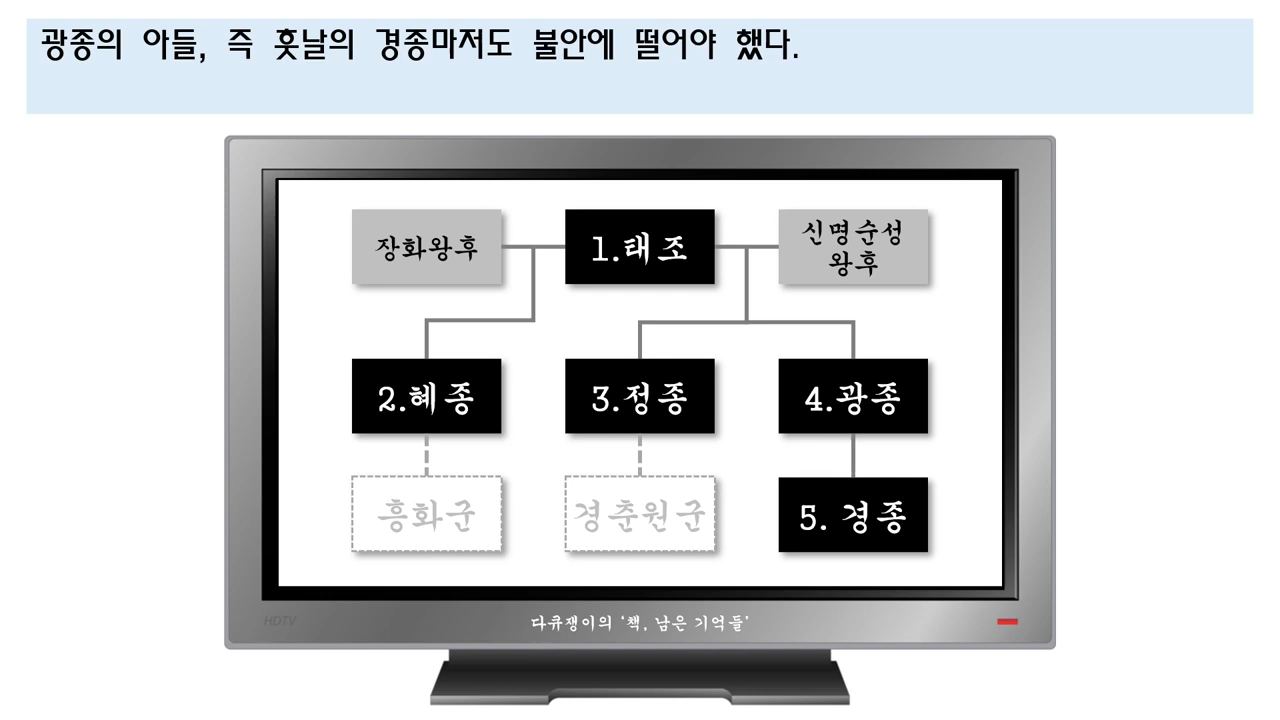 광종의 아들, 즉 훗날의 경종마저도 불안에 떨어야 했다.
장화왕후
1.태조
신명순성
왕후
2.혜종
3.정종
4.광종
흥화군
경춘원군
5. 경종
HDTV
다큐쟁이의 '책, 남은 기억들'